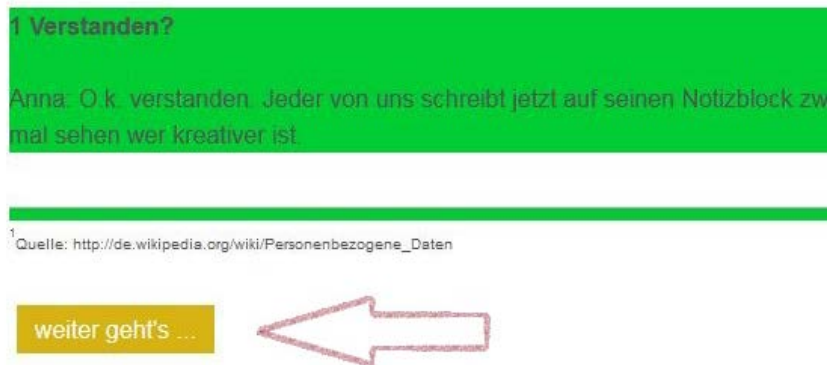 1 Verstanden?
Anna: O.k. verstanden. Jeder von uns schreibt jetzt auf seinen Notizblock zw
mal sehen wer kreativer ist.
1
Quelle: http://de.wikipedia.org/wiki/Personenbezogene_Daten
weiter geht's ...